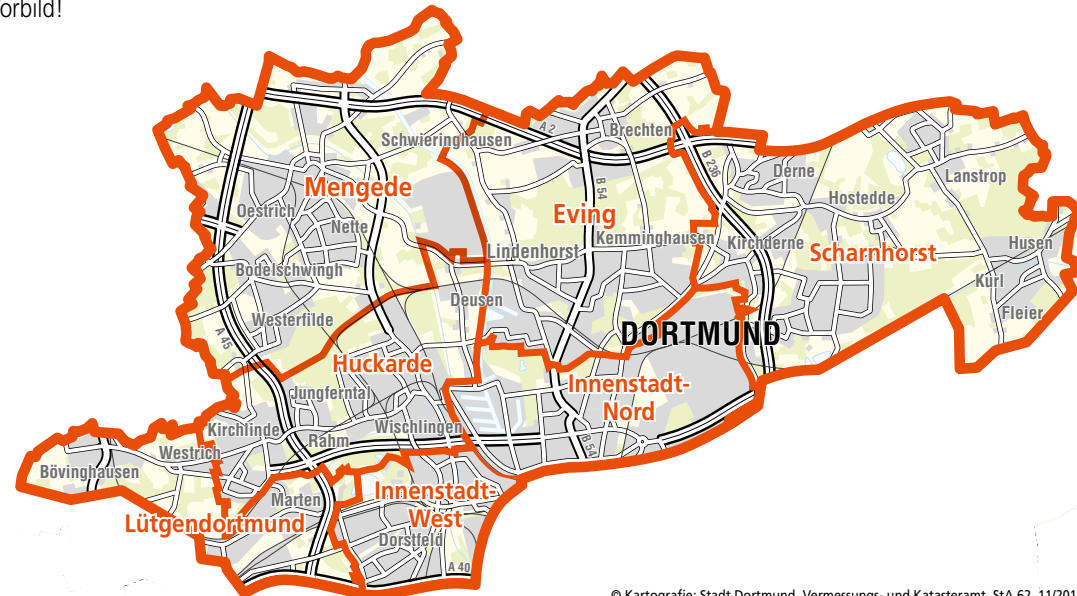 orbild!
A 2
Brechten
Schwieringhausen
B 236
Derne
Lanstrop
Mengede
B 54
Hostedde
Oestrich
Eving
Nette
Kemminghausen
Kirchderne
Husen
Lindenhorst
Scharnhorst
Bodelschwingh
Kurl
Deusen
Fleier
Westerfilde
A 45
DORTMUND
Huckarde
Innenstadt-
Nord
Jungferntal
Wischlingen
Kirchlinde
Rahm
B 54
Westrich
Bövinghausen
Innenstadt-
West
Marten
Lütgendortmund
Dorstfeld
A 40
© Kartografie: Stadt Dortmund, Vermessungs- und Katasteramt, StA 62, 11/201